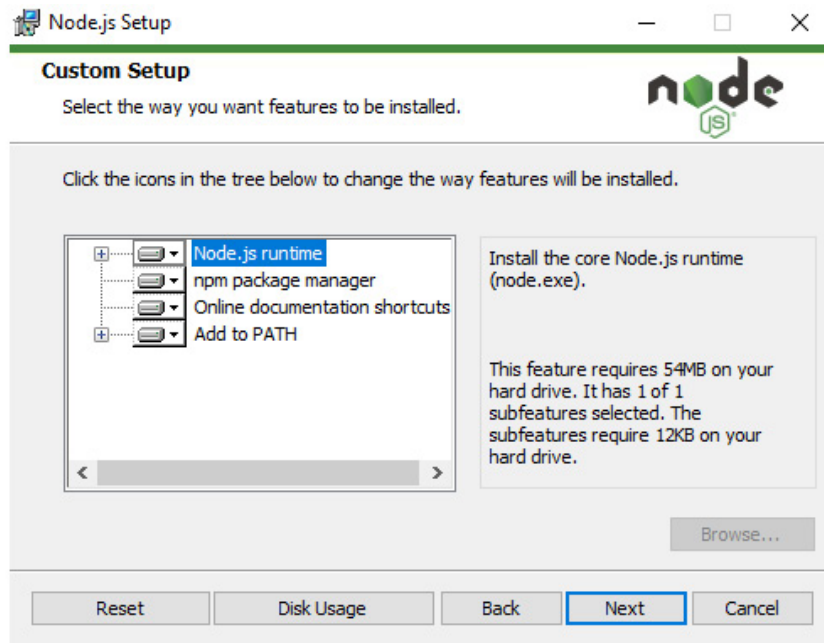 Node.js Setup
Custom Setup
Select the way you want features to be installed.
node
JS
Click the icons in the tree below to change the way features will be installed.
Node.js runtime
npm package manager
Online documentation shortcuts
Add to PATH
Install the core Node.js runtime
(node.exe).
This feature requires 54MB on your
hard drive. It has 1 of 1
subfeatures selected. The
subfeatures require 12KB on your
hard drive.
Browse...
Reset
Disk Usage
Back
Next
Cancel